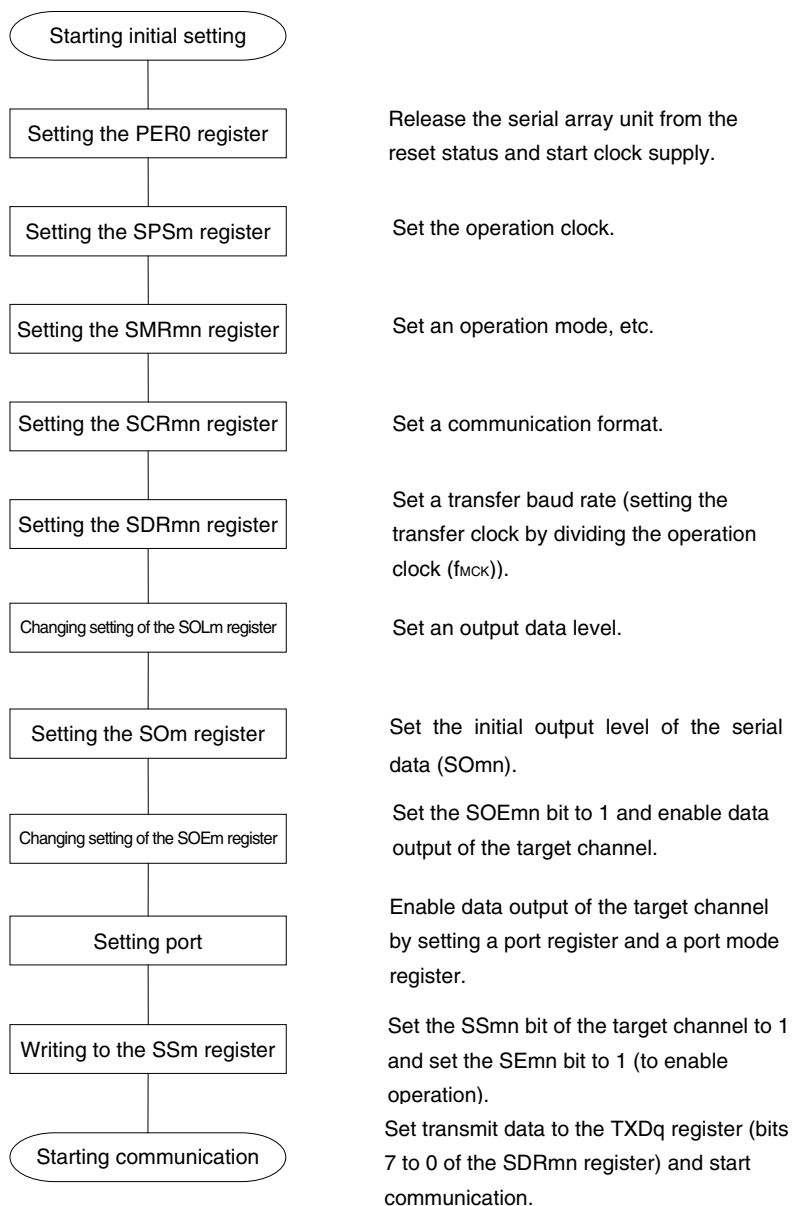 Starting initial setting
Setting the PER0 register
Release the serial array unit from the
reset status and start clock supply.
Setting the SPSm register
Set the operation clock.
Setting the SMRmn register
Set an operation mode, etc.
Setting the SCRmn register
Set a communication format.
Setting the SDRmn register
Set a transfer baud rate (setting the
transfer clock by dividing the operation
clock (fMCK)).
Changing setting of the SOLm register
Set an output data level.
Setting the SOm register
Set the initial output level of the serial
data (SOmn).
Changing setting of the SOEm register
Set the SOEmn bit to 1 and enable data
output of the target channel.
Setting port
Enable data output of the target channel
by setting a port register and a port mode
register.
Writing to the SSm register
Set the SSmn bit of the target channel to 1
and set the SEmn bit to 1 (to enable
operation).
Starting communication
Set transmit data to the TXDq register (bits
7 to 0 of the SDRmn register) and start
communication.